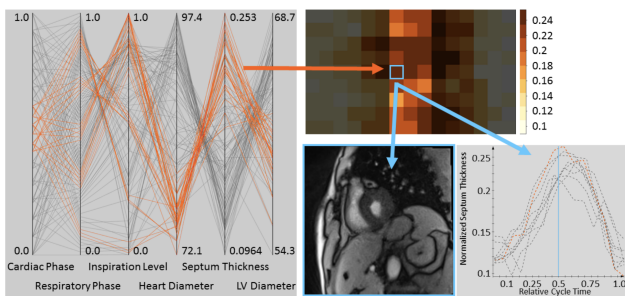 1.0 1.0 1.0 97.4 0.253 68.7
0.0 0.0 0.0 72.1 0.0964 54.3
Cardiac Phase Inspiration Level Septum Thickness
Respiratory Phase Heart Diameter LV Diameter
0.24
0.2
0.18
0.16
0.14
0.12
0.1
Normalized Septum Thickness
0.25
0.2
0.15
0.1
0.1 0.25 0.5 0.75 1.0
Relative Cycle Time